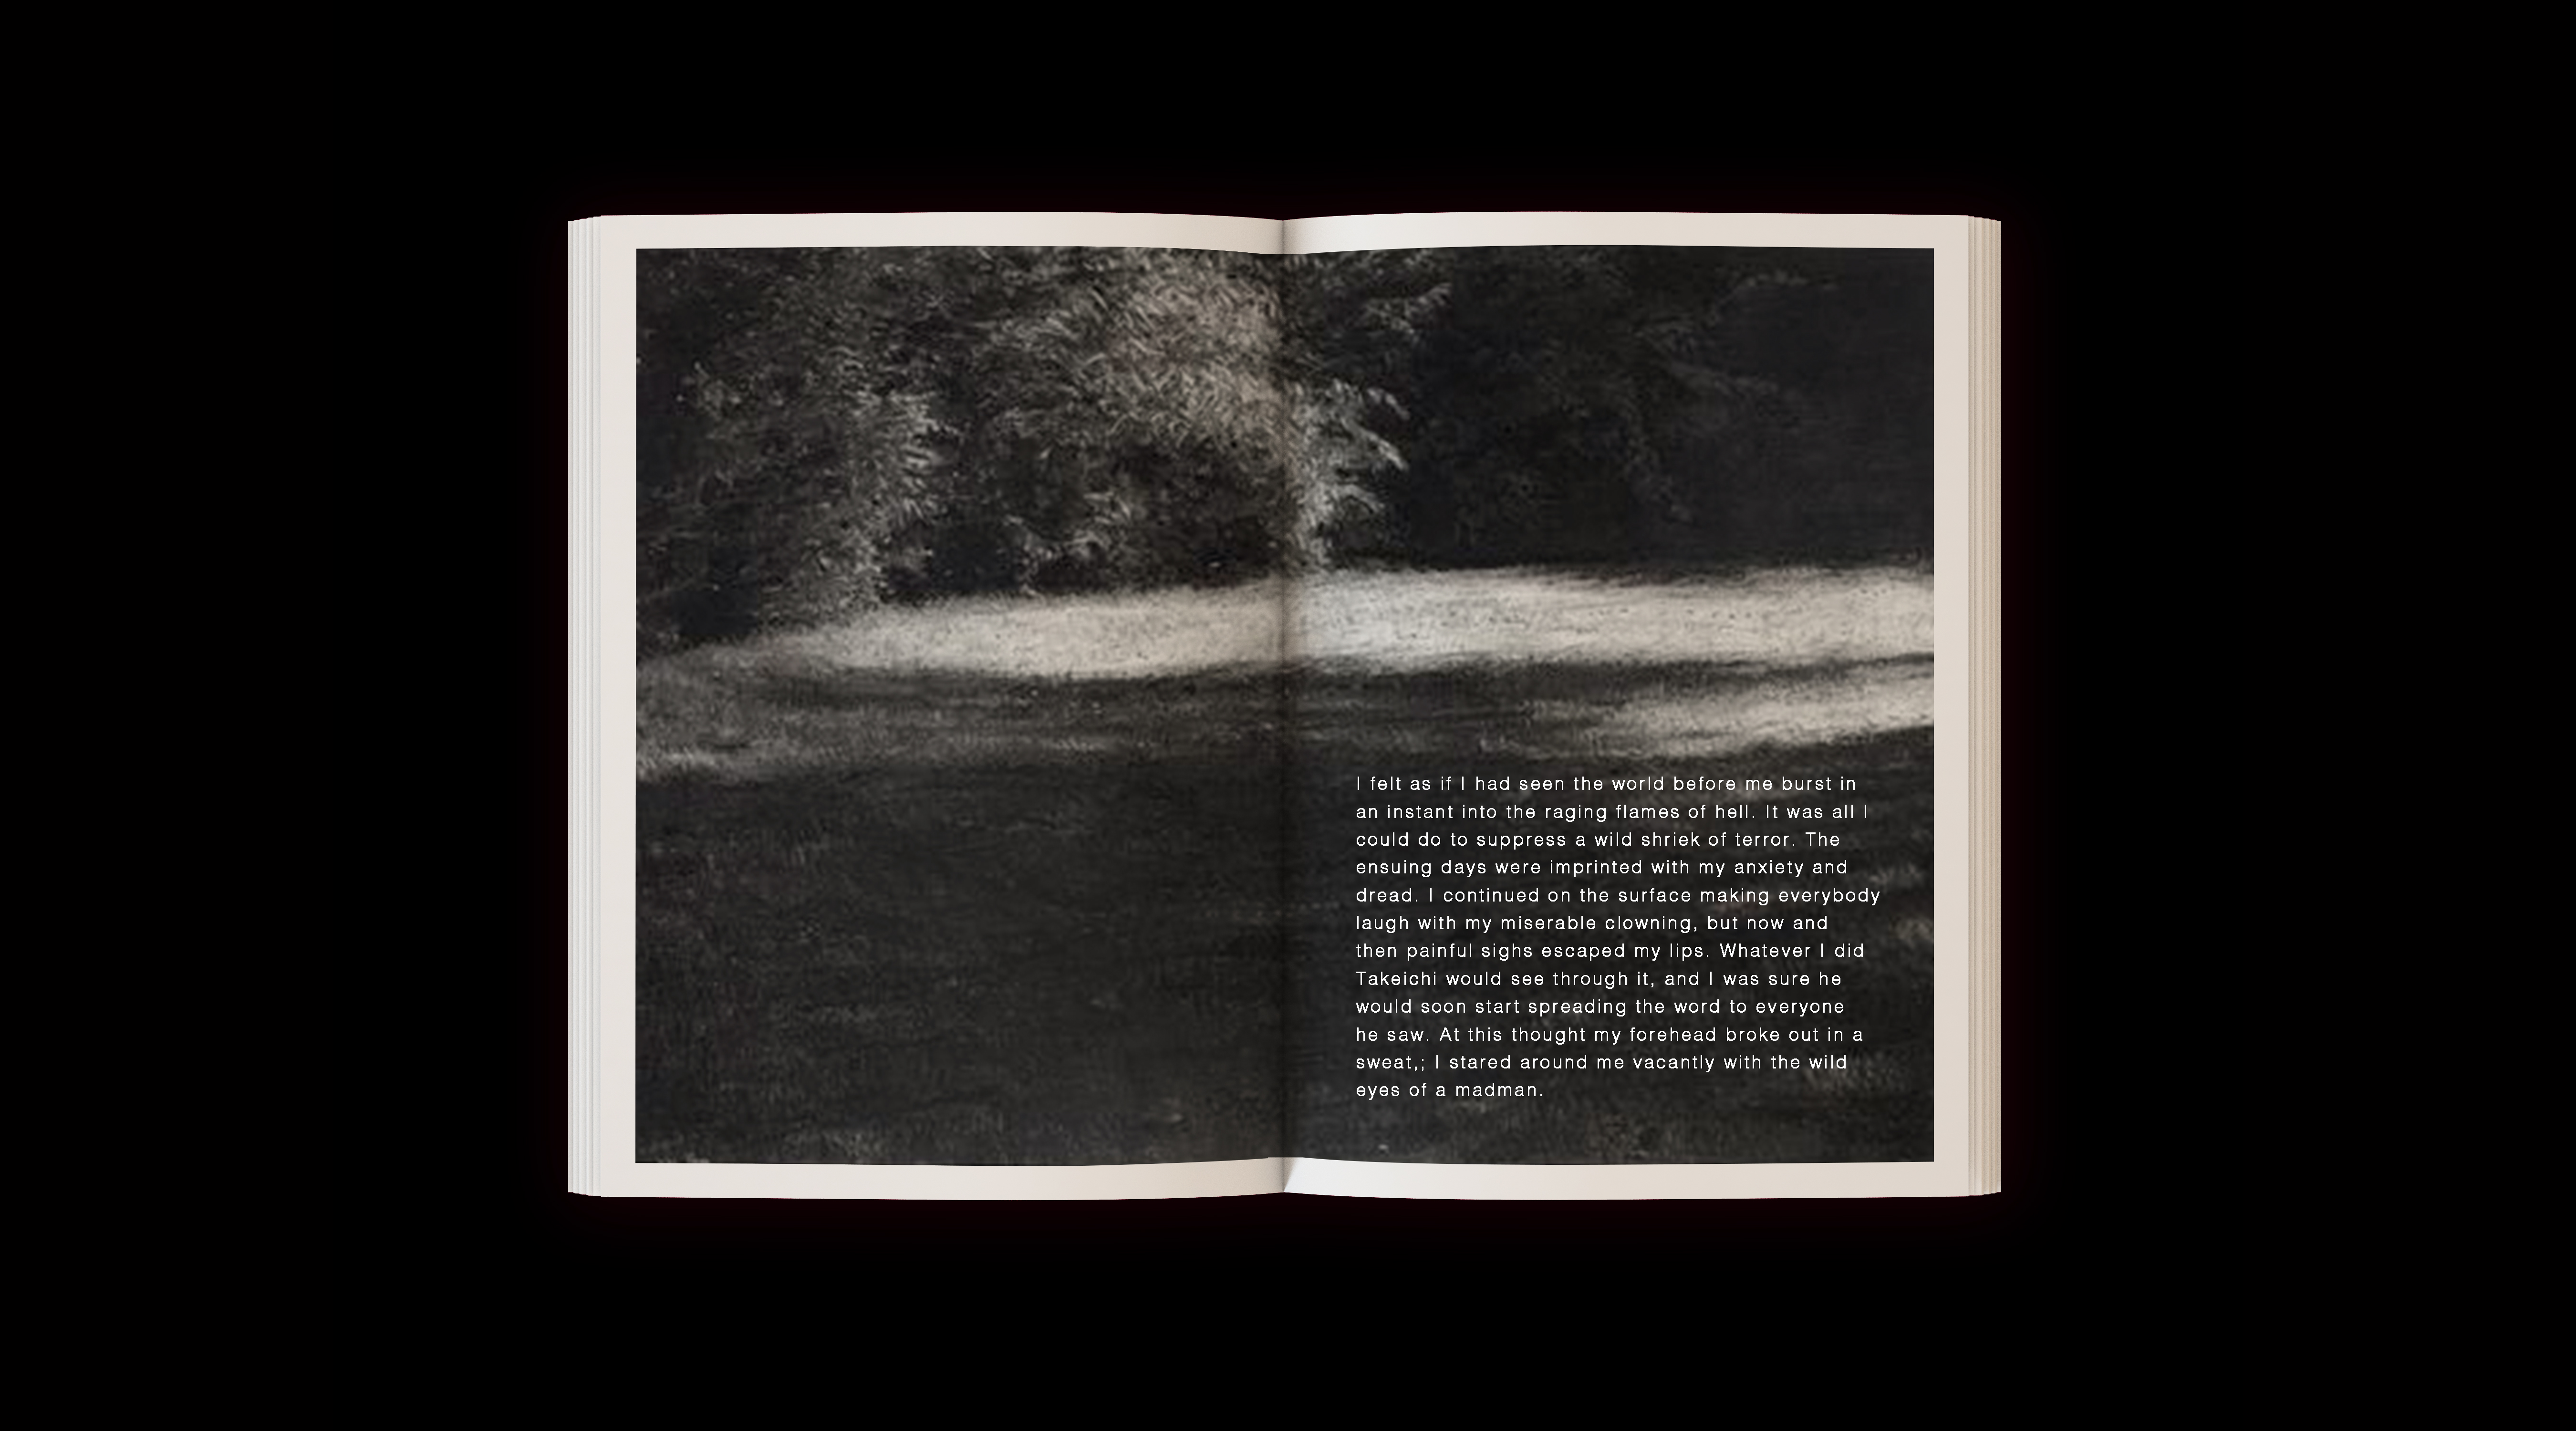 I felt as if I had seen the world before me burst in
an instant into the raging flames of hell. It was all I
could do to suppress a wild shriek of terror. The
ensuing days were imprinted with my anxiety and
dread. I continued on the surface making everybody
laugh with my miserable clowning, but now and
then painful sighs escaped my lips. Whatever I did
Takeichi would see through it, and I was sure he
would soon start spreading the word to everyone
he saw. At this thought my forehead broke out in a
sweat,; I stared around me vacantly with the wild
eyes of a madman.